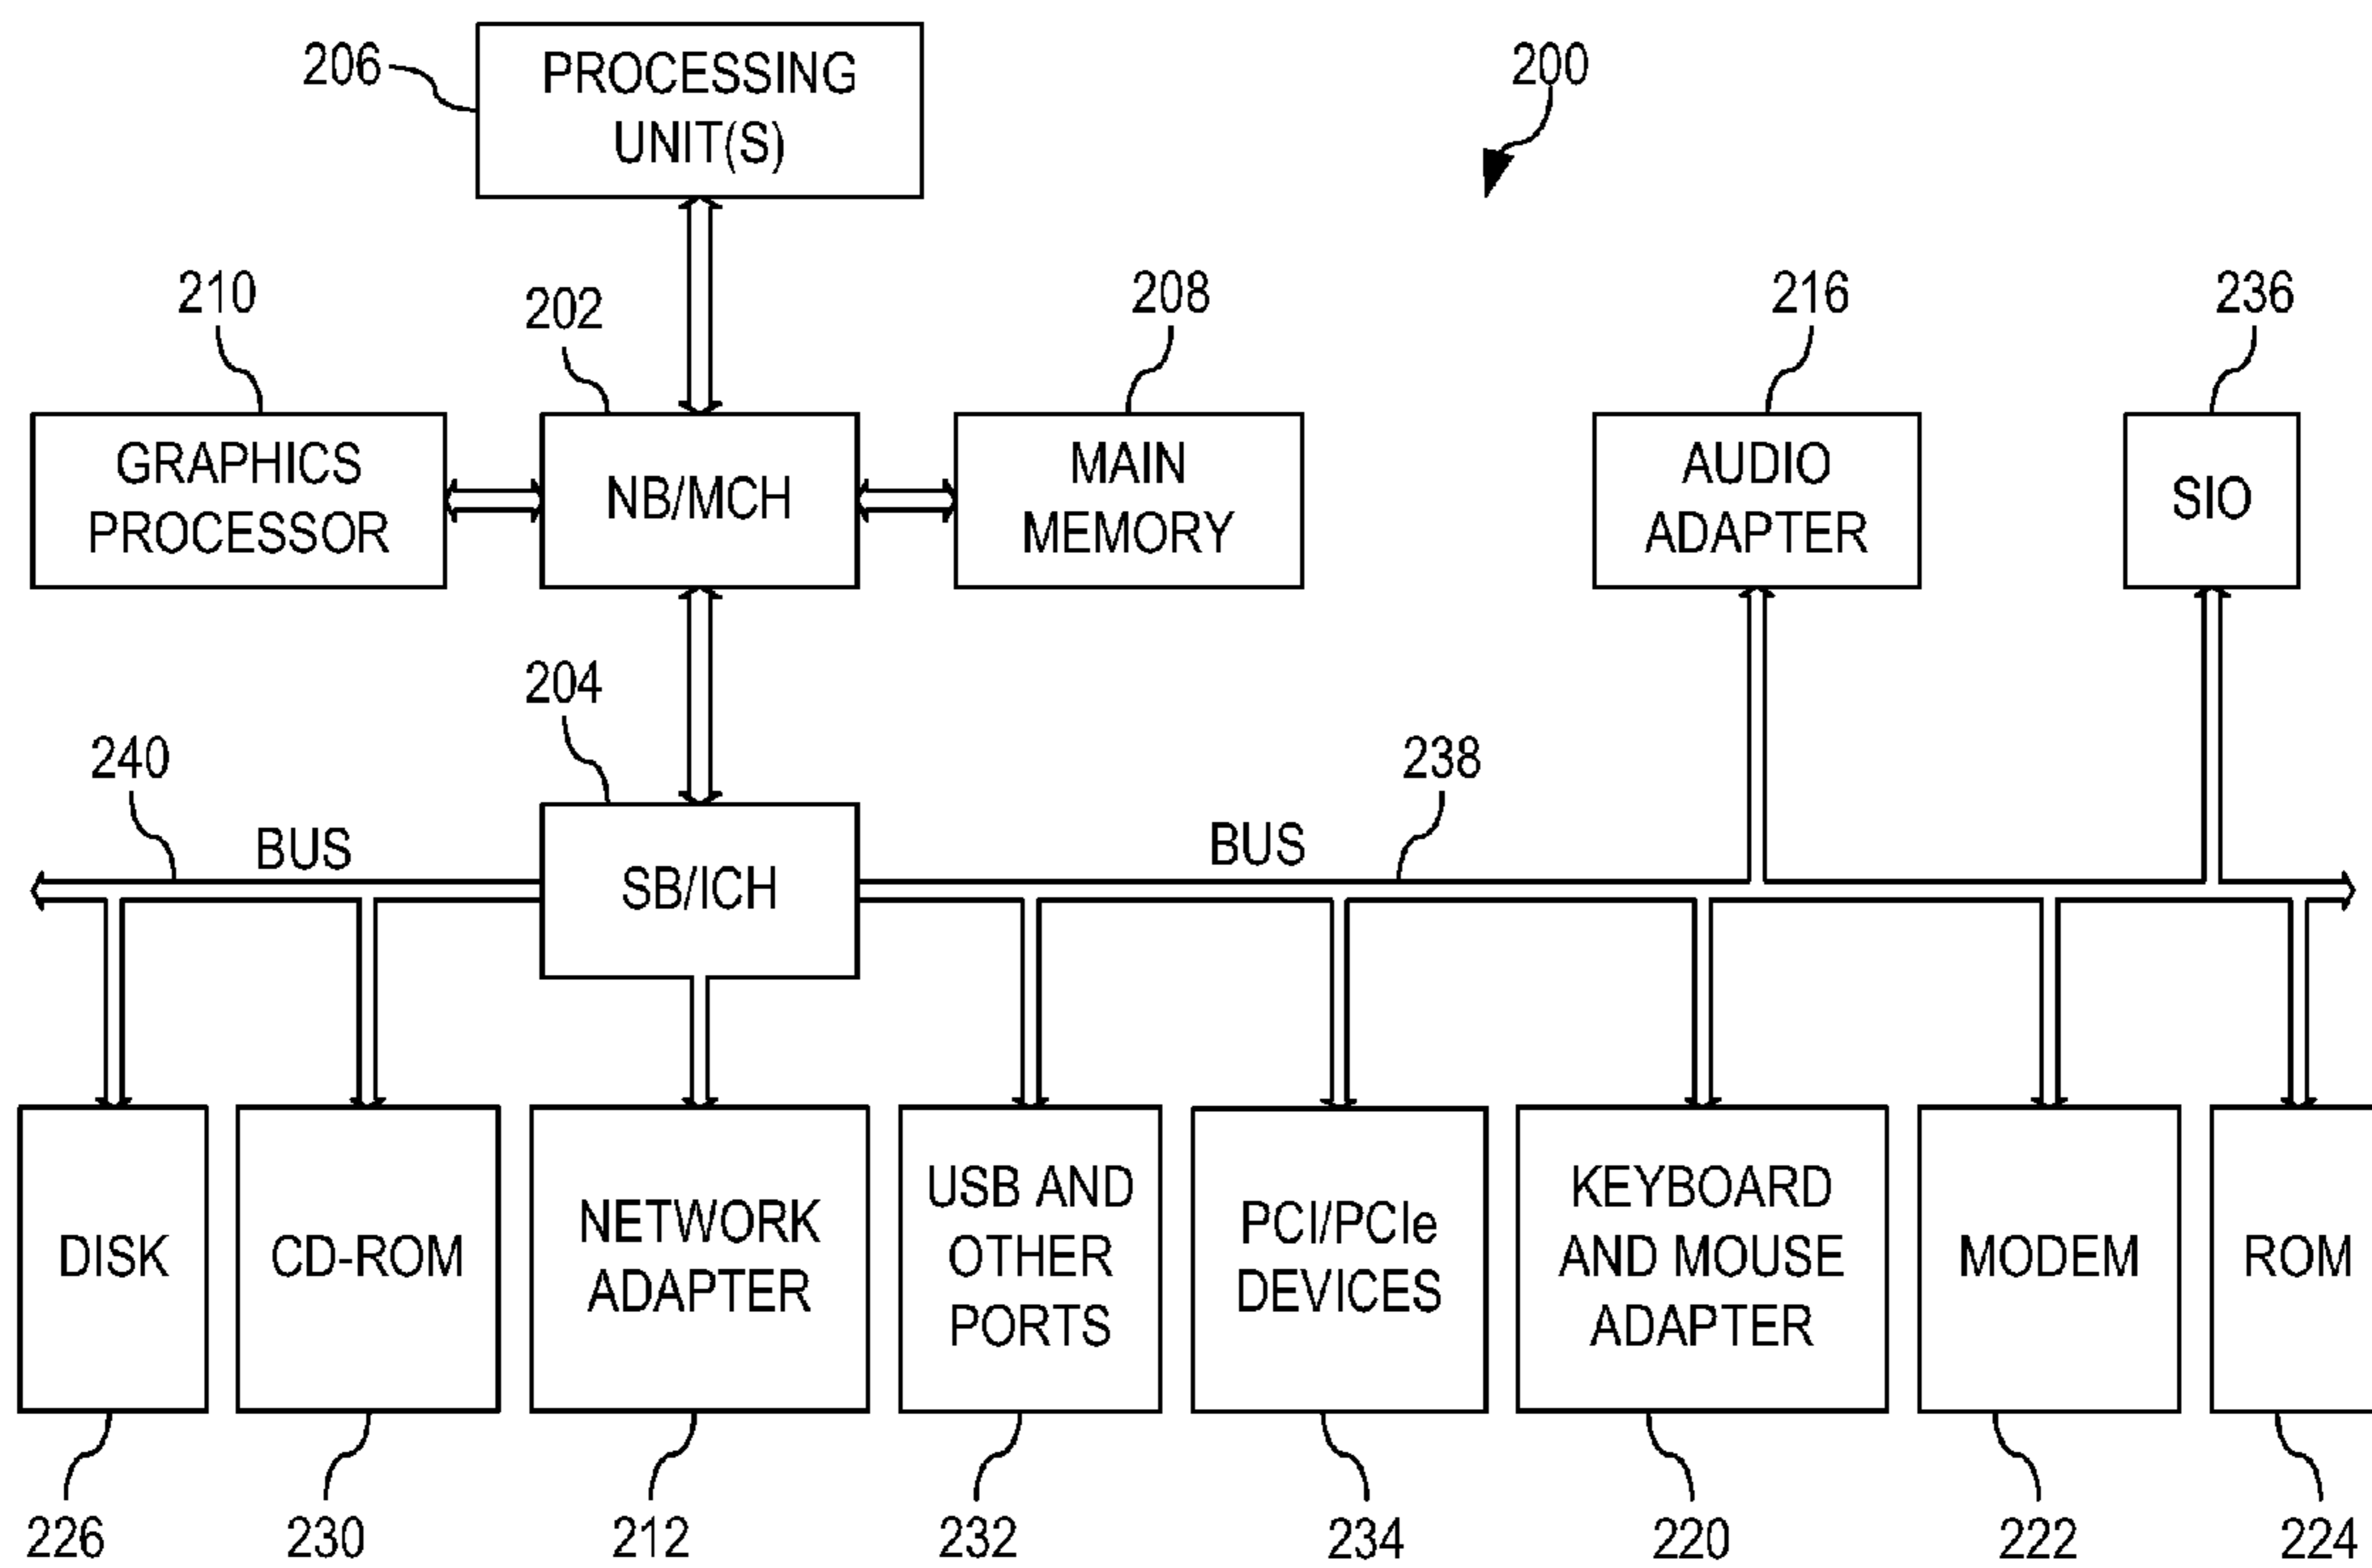 206
PROCESSING
UNIT(S)
200
210
202
208
216
236
GRAPHICS
PROCESSOR
NB/MCH
MAIN
MEMORY
AUDIO
ADAPTER
SIO
204
240
238
BUS
BUS
SB/ICH
DISK
CD-ROM
NETWORK
ADAPTER
USB AND
OTHER
PORTS
PCI/PCIe
DEVICES
KEYBOARD
AND MOUSE
ADAPTER
MODEM
ROM
226
230
212
232
234
220
222
224